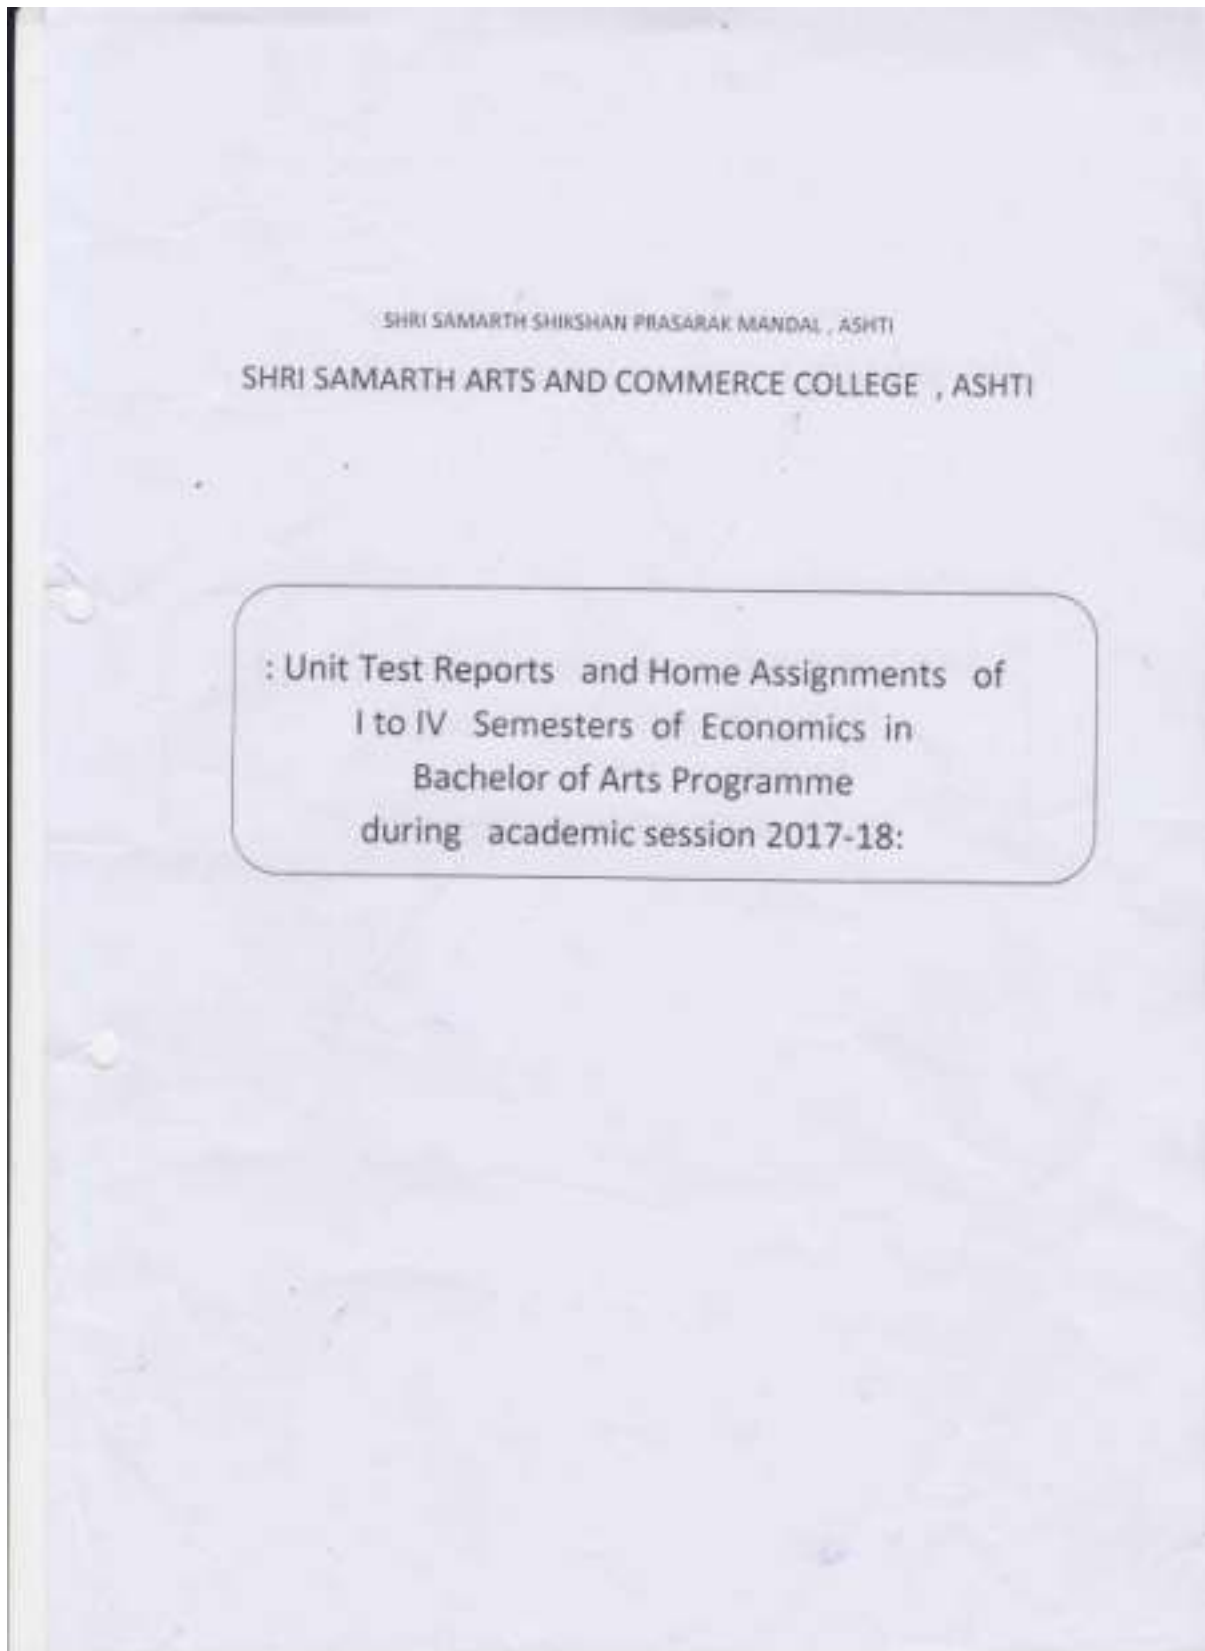 SHRI SAMARTH SHIKSHAN PRASARAK MANDAL , ASHTI
SHRI SAMARTH ARTS AND COMMERCE COLLEGE , ASHTI
: Unit Test Reports and Home Assignments of
I to IV Semesters of Economics in
Bachelor of Arts Programme
during academic session 2017-18: